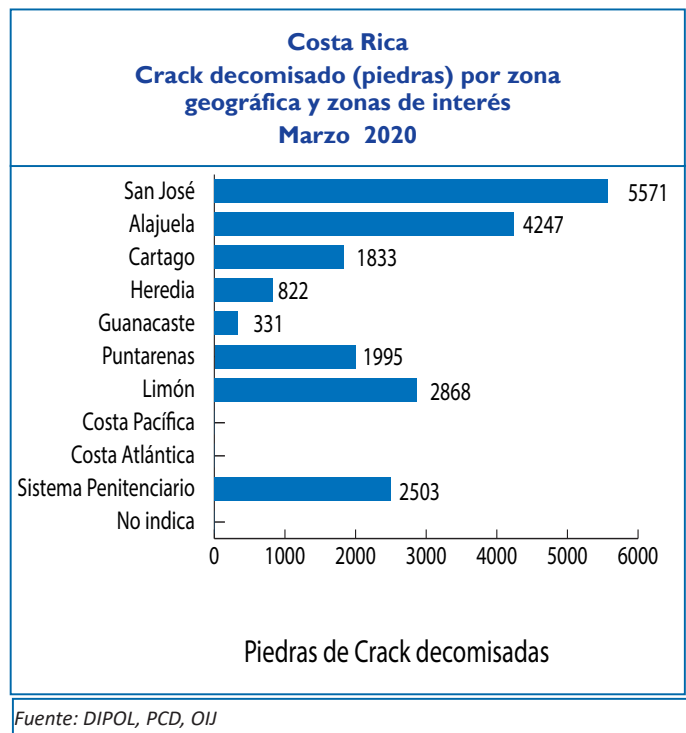 Costa Rica
Crack decomisado (piedras) por zona
geográfica y zonas de interés
Marzo 2020
San José 5571
Alajuela 4247
Cartago 1833
Heredia 822
Guanacaste 331
Puntarenas 1995
Limón 2868
Costa Pacífica
Costa Atlántica
Sistema Penitenciario 2503
No indica
0 1000 2000 3000 4000 5000 6000
Piedras de Crack decomisadas
Fuente: DIPOL, PCD, OIJ